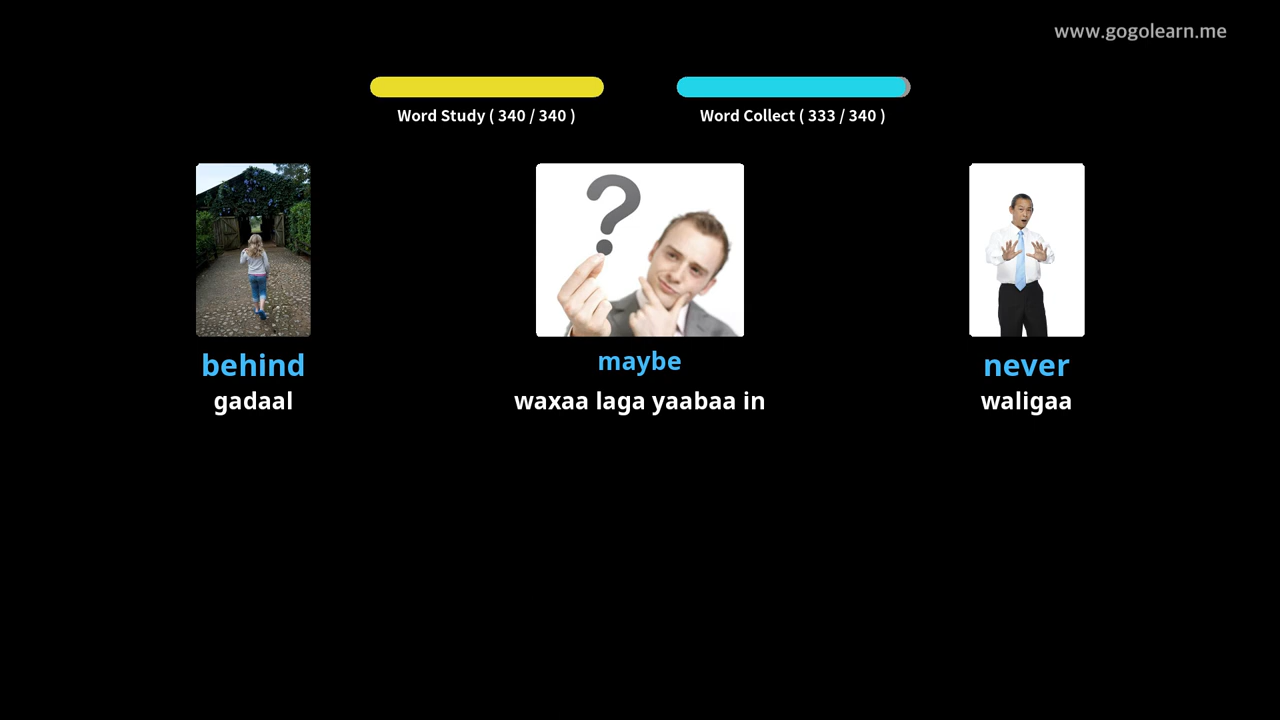 www.gogolearn.me
Word Study ( 340 / 340 )
Word Collect ( 333 / 340 )
behind
gadaal
maybe
waxaa laga yaabaa in
never
waligaa